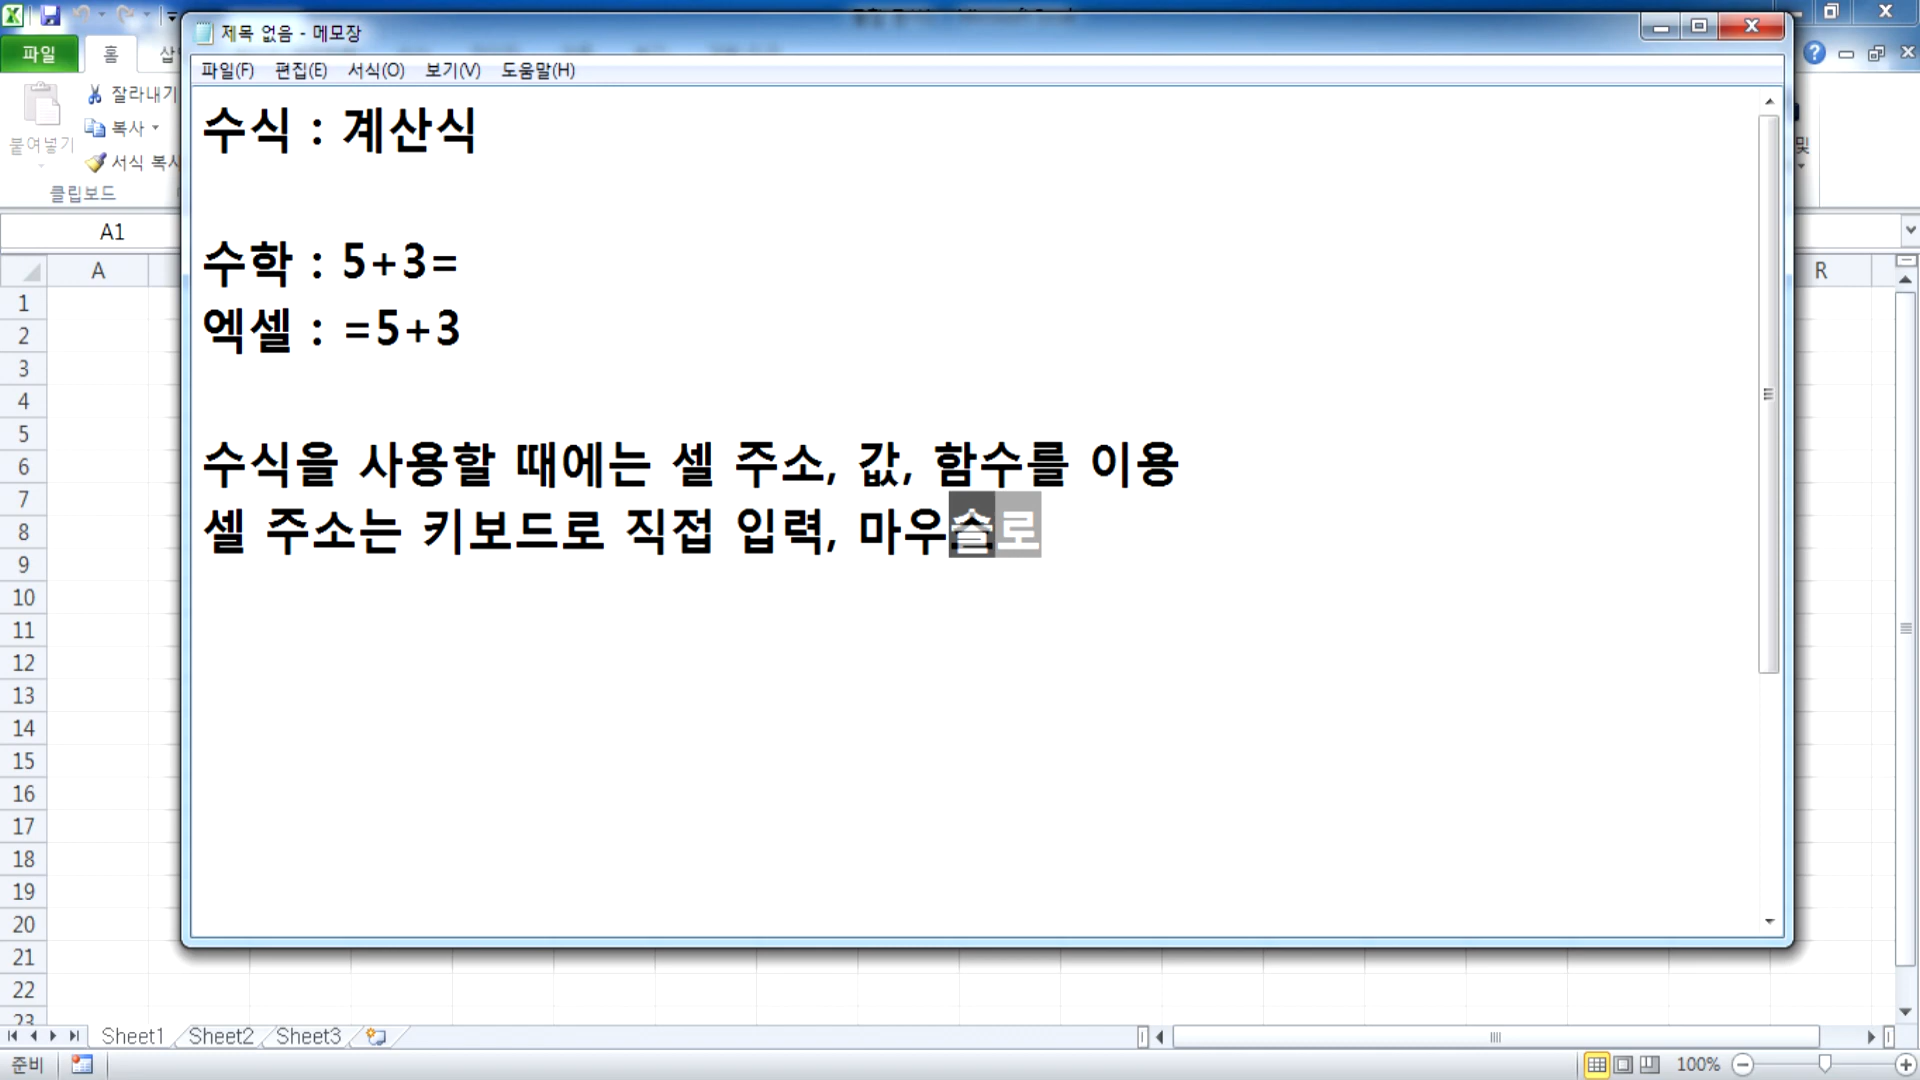 제목 없음 - 메모장
파일 홈
파일(F) 편집(E) 서식(O) 보기(V) 도움말(H)
잘라내기
붙여넣기 복사
서식 복사
클립보드
및
A1
A R
1
2
3
4
5
6
7
8
9
10
11
12
13
14
15
16
17
18
19
20
21
22
23
수식 : 계산식
수학 : 5+3=
엑셀 : =5+3
수식을 사용할 때에는 셀 주소, 값, 함수를 이용
셀 주소는 키보드로 직접 입력, 마우슬로
Sheet1 Sheet2 Sheet3
준비 100%